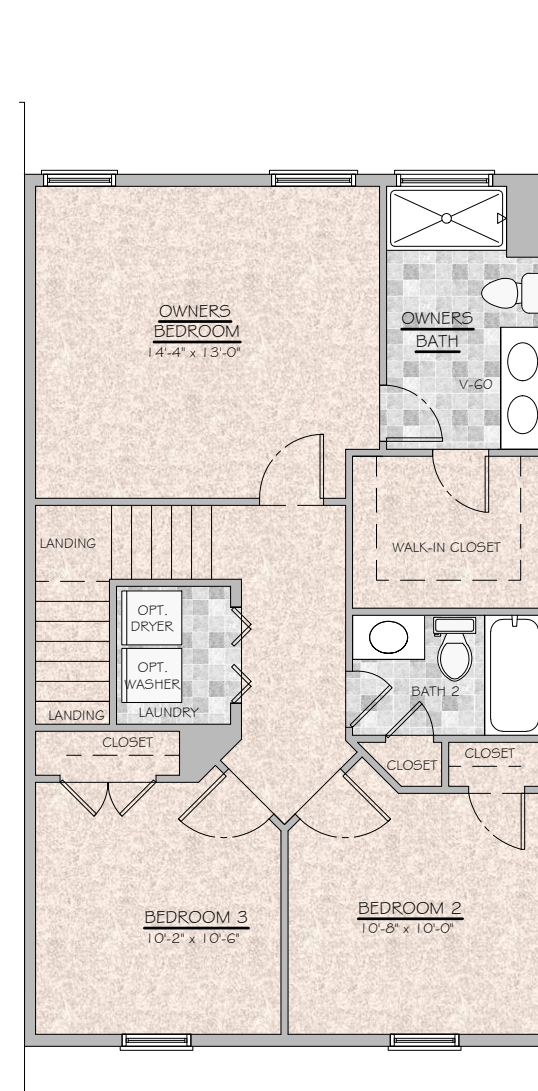 OWNERS
BEDROOM
14'-4" x 13'-0"
OWNERS
BATH
V-60
LANDING
WALK-IN CLOSET
OPT.
DRYER
OPT.
WASHER
LAUNDRY
BATH 2
LANDING
CLOSET
CLOSET
CLOSET
BEDROOM 3
10'-2" x 10'-6"
BEDROOM 2
10'-8" x 10'-0"